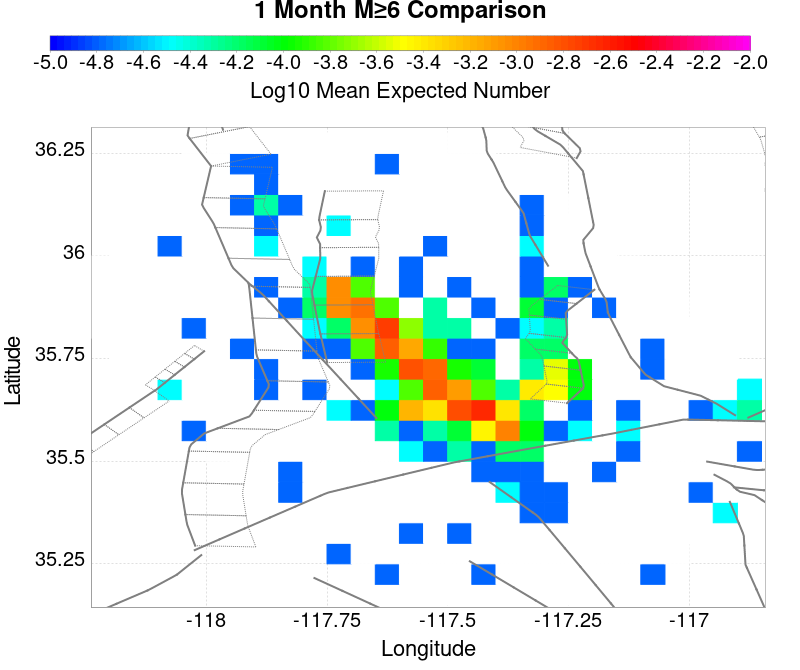 1 Month M≥6 Comparison
-5.0 -4.8 -4.6 -4.4 -4.2 -4.0 -3.8 -3.6 -3.4 -3.2 -3.0 -2.8 -2.6 -2.4 -2.2 -2.0
Log10 Mean Expected Number
36.25
36
35.75
35.5
35.25
Latitude
-118 -117.75 -117.5 -117.25 -117
Longitude